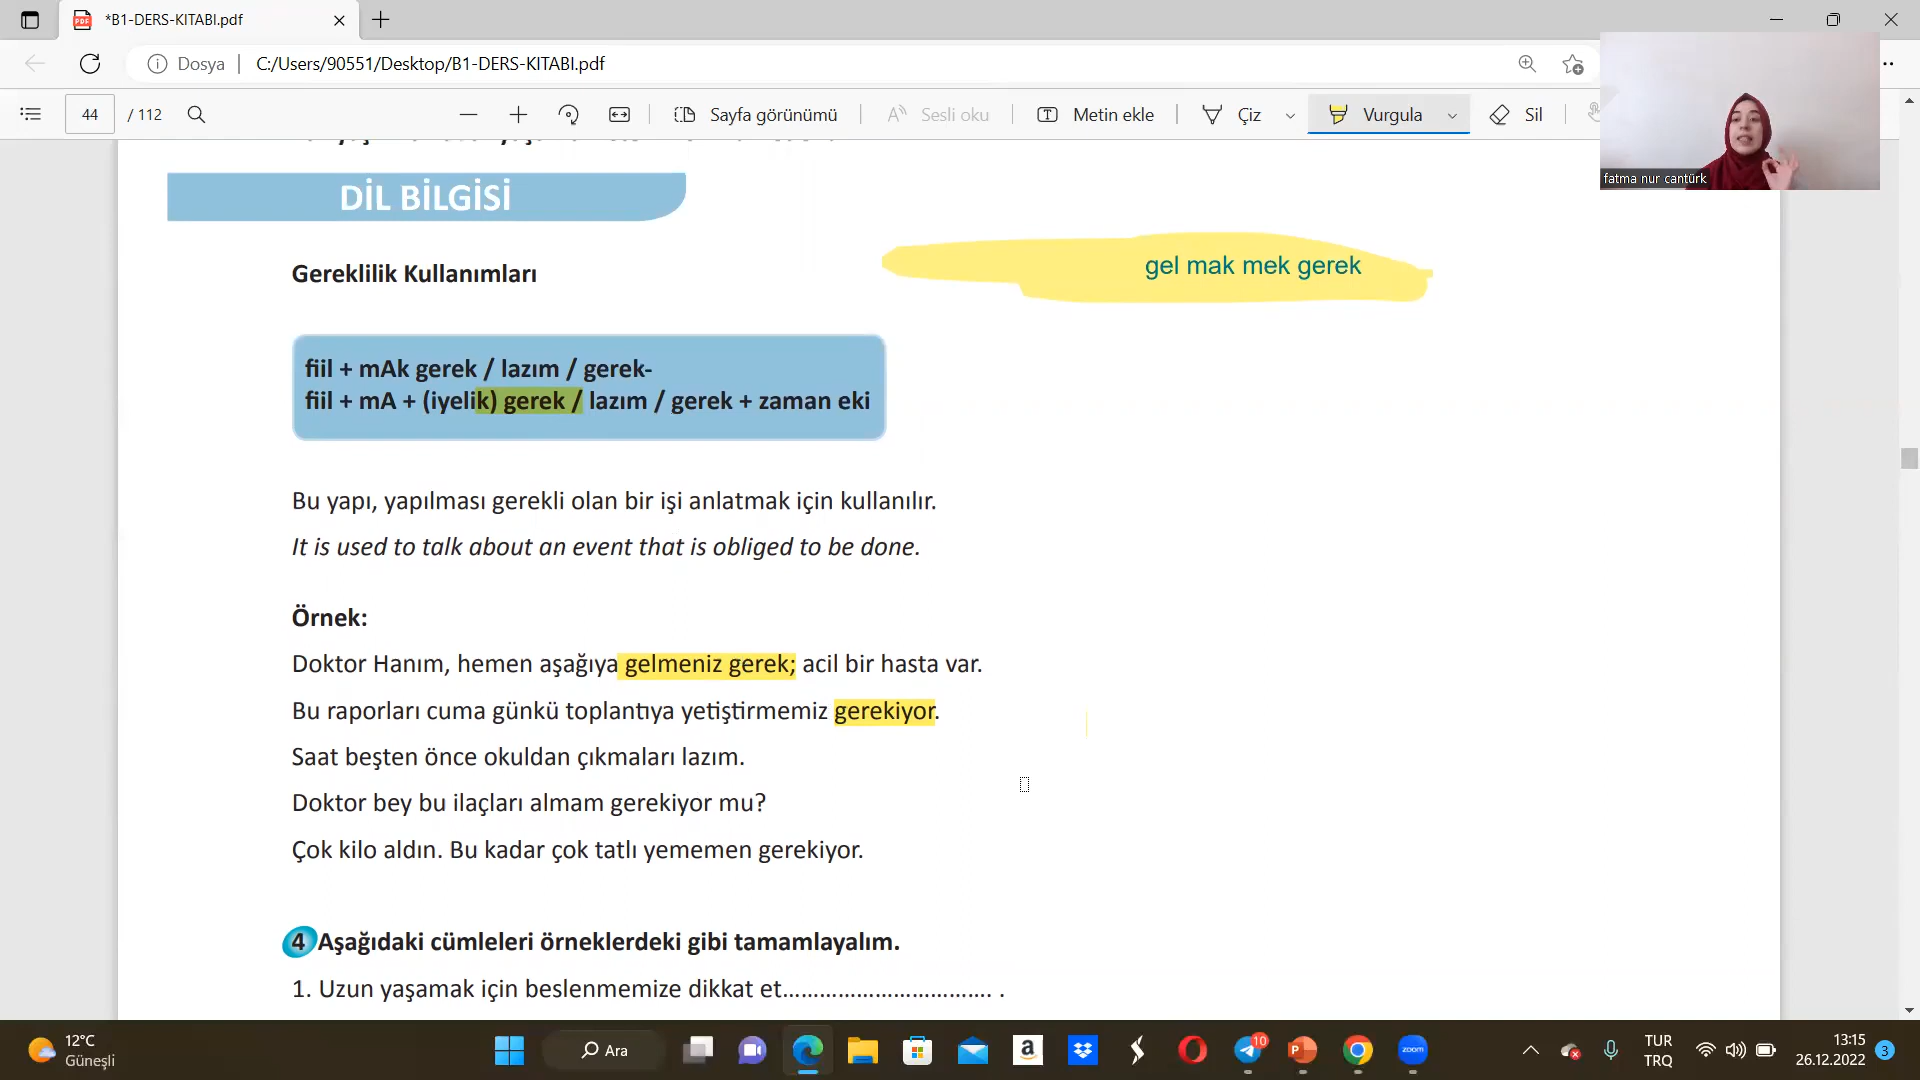 *B1-DERS-KITABI.pdf
Dosya
C:/Users/90551/Desktop/B1-DERS-KITABI.pdf
44 / 112
Sayfa görünümü
Sesli oku
Metin ekle
Çiz
Vurgula
Sil
fatma nur cantürk
DİL BİLGİSİ
gel mak mek gerek
Gereklilik Kullanımları
fiil + mAk gerek / lazım / gerek-
fiil + mA + (iyelik) gerek / lazım / gerek + zaman eki
Bu yapı, yapılması gerekli olan bir işi anlatmak için kullanılır.
It is used to talk about an event that is obliged to be done.
Örnek:
Doktor Hanım, hemen aşağıya gelmeniz gerek; acil bir hasta var.
Bu raporları cuma günkü toplantıya yetiştirmemiz gerekiyor.
Saat beşten önce okuldan çıkmaları lazım.
Doktor bey bu ilaçları almam gerekiyor mu?
Çok kilo aldın. Bu kadar çok tatlı yememen gerekiyor.
4 Aşağıdaki cümleleri örneklerdeki gibi tamamlayalım.
1. Uzun yaşamak için beslenmemize dikkat et................................. .
12°C
Güneşli
Ara
10
zoom
TUR
TRQ
13:15
26.12.2022
3